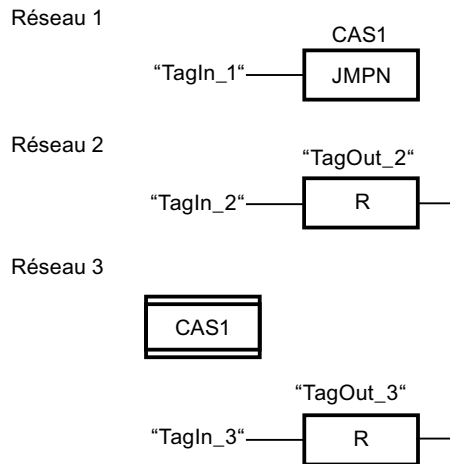 Réseau 1
CAS1
“TagIn_1“ JMPN
Réseau 2
“TagOut_2“
“TagIn_2“ R
Réseau 3
CAS1
“TagOut_3“
“TagIn_3“ R